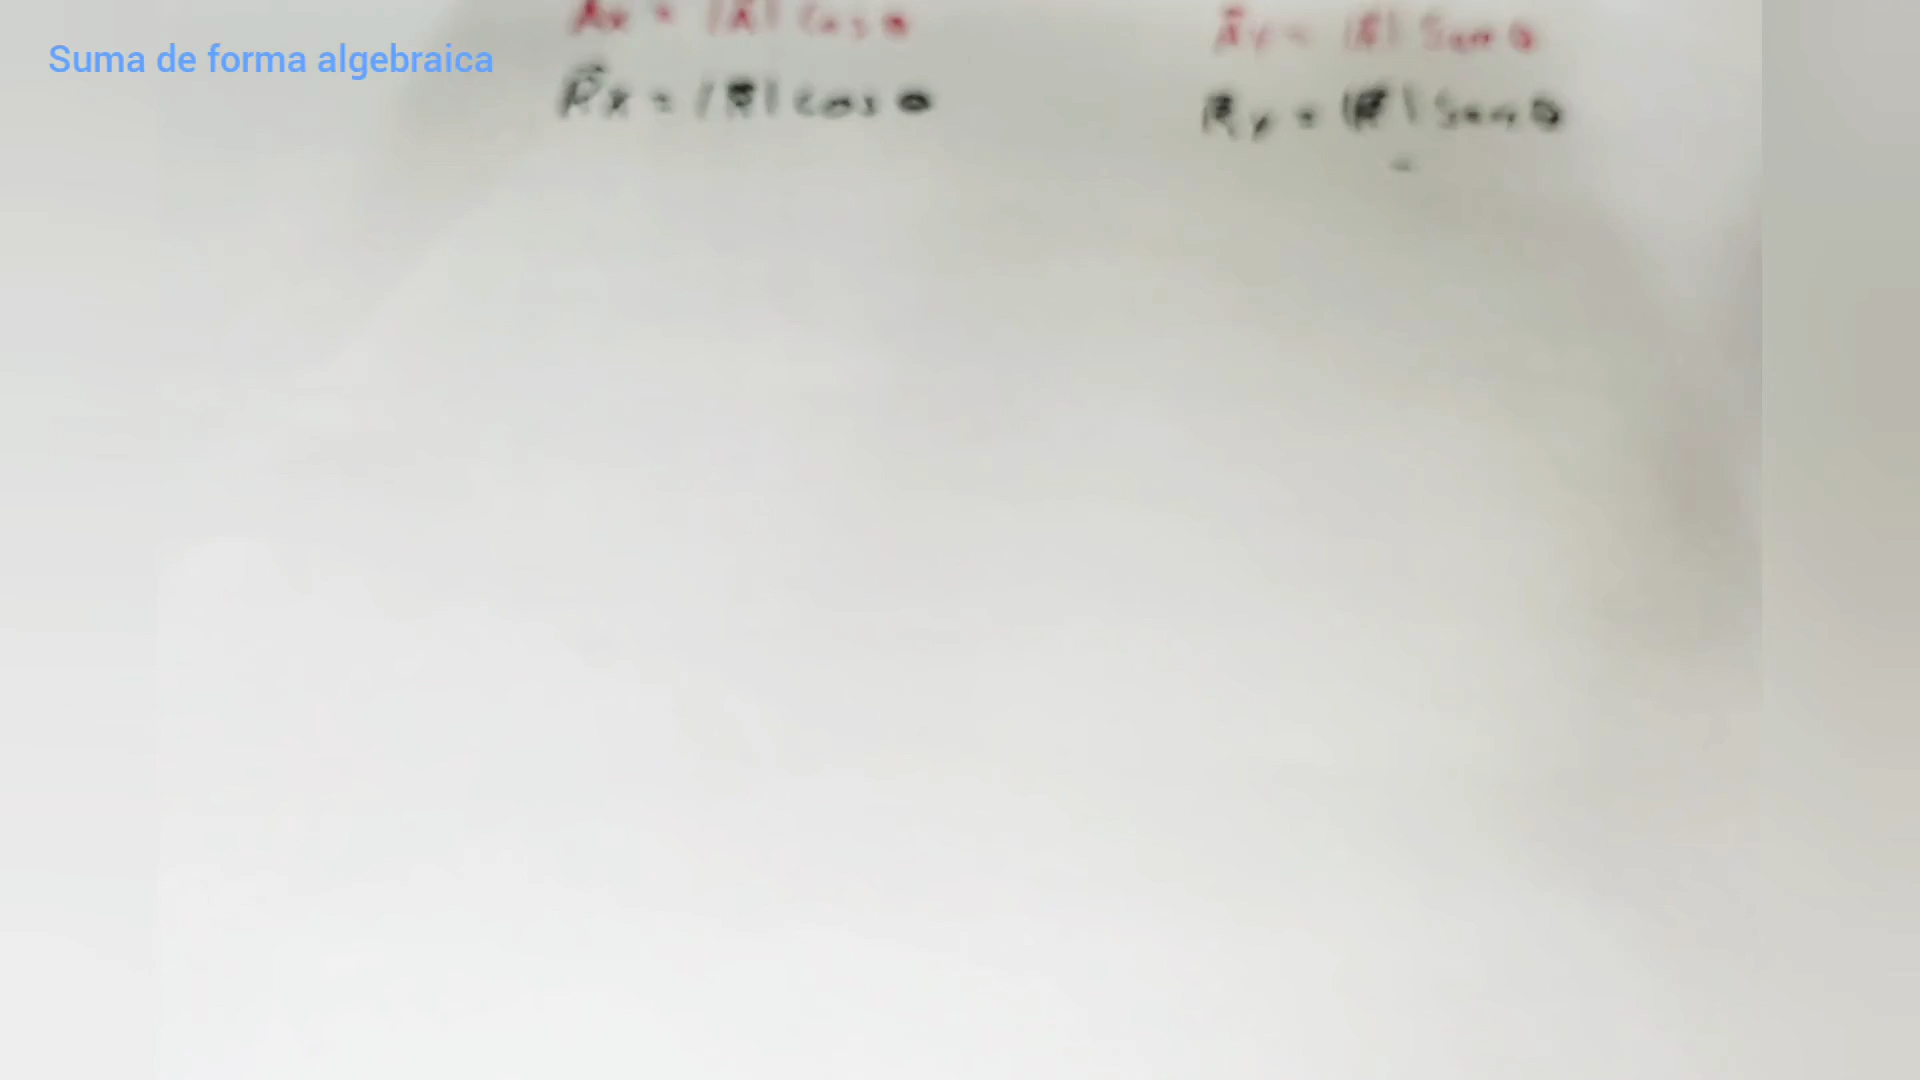 Suma de forma algebraica
Ax = |A| cos θ
Ay = |A| Sen θ
Rx = |R| cos θ
Ry = |R| Sen θ